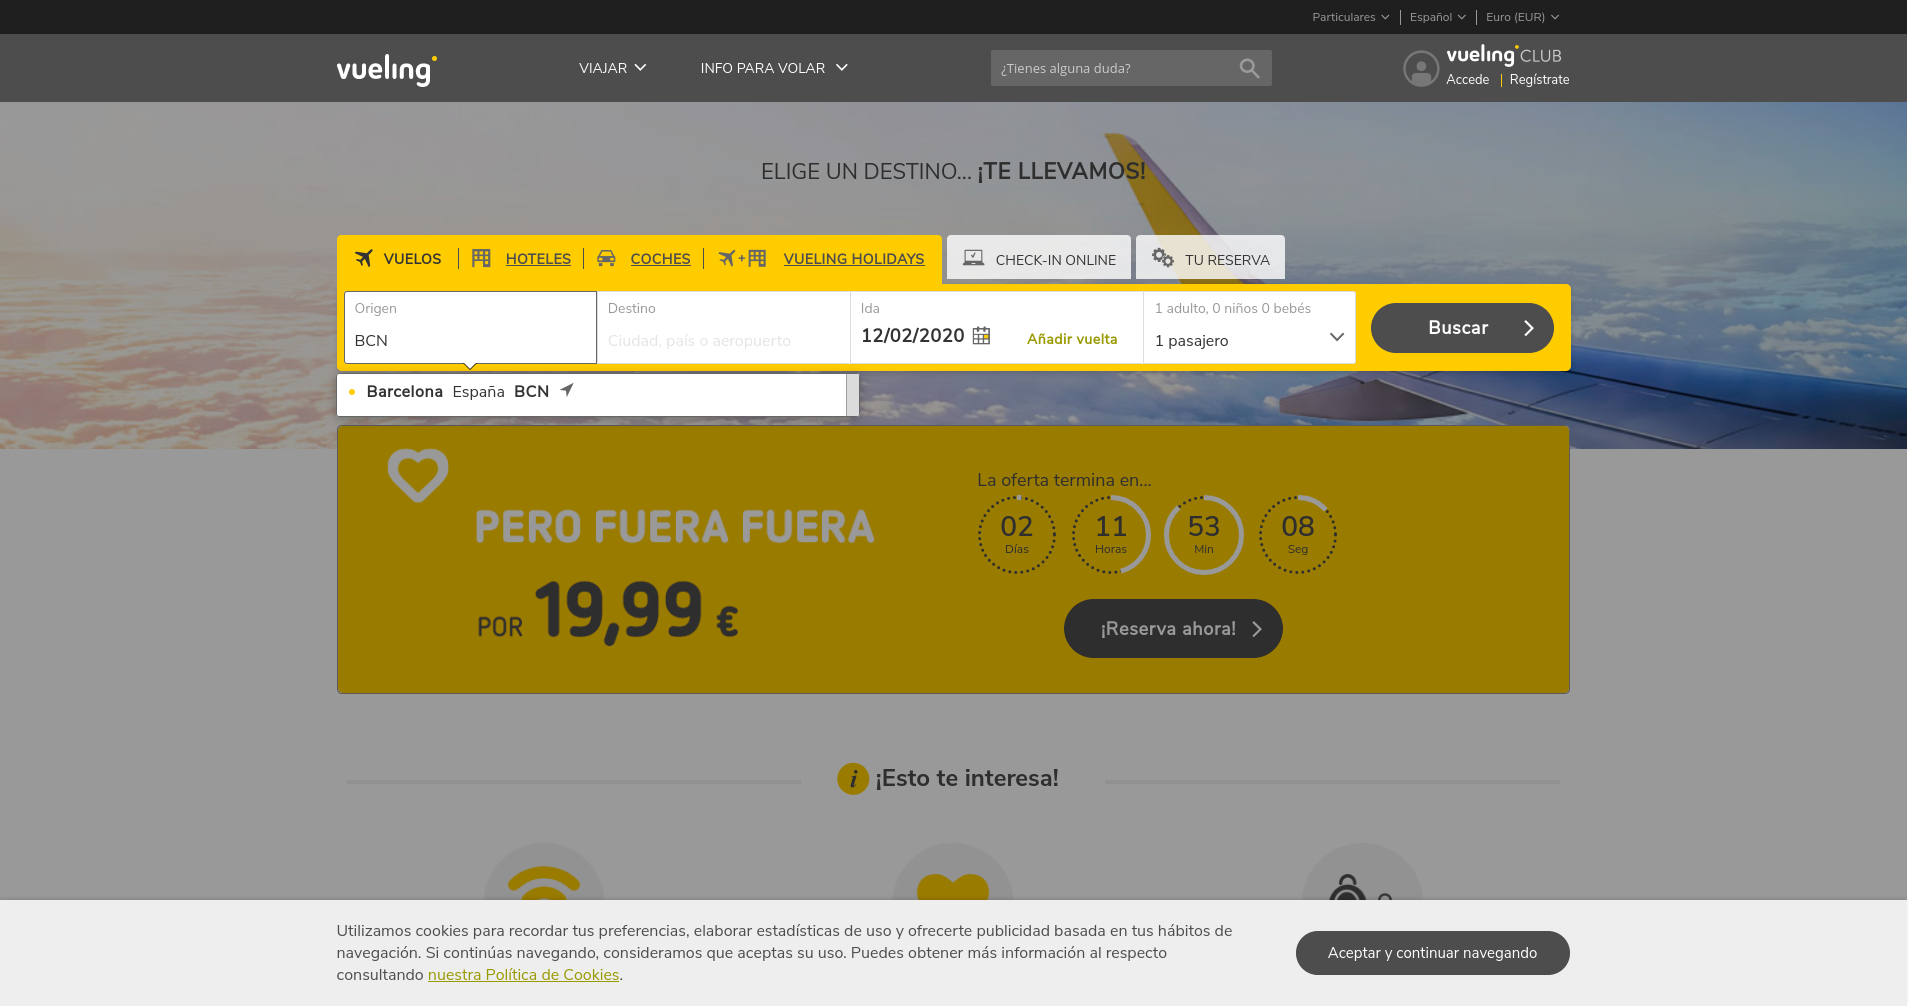 Particulares | Español | Euro (EUR)
vueling VIAJAR INFO PARA VOLAR ¿Tienes alguna duda? vueling CLUB
Accede | Regístrate
ELIGE UN DESTINO... ¡TE LLEVAMOS!
VUELOS | HOTELES | COCHES | + VUELING HOLIDAYS CHECK-IN ONLINE TU RESERVA
Origen Destino Ida 1 adulto, 0 niños 0 bebés
BCN Ciudad, país o aeropuerto 12/02/2020 Añadir vuelta 1 pasajero Buscar
Barcelona España BCN
La oferta termina en...
PERO FUERA FUERA
02 11 53 08
Días Horas Min Seg
POR 19,99 €
¡Reserva ahora!
i ¡Esto te interesa!
Utilizamos cookies para recordar tus preferencias, elaborar estadísticas de uso y ofrecerte publicidad basada en tus hábitos de
navegación. Si continúas navegando, consideramos que aceptas su uso. Puedes obtener más información al respecto
consultando nuestra Política de Cookies.
Aceptar y continuar navegando